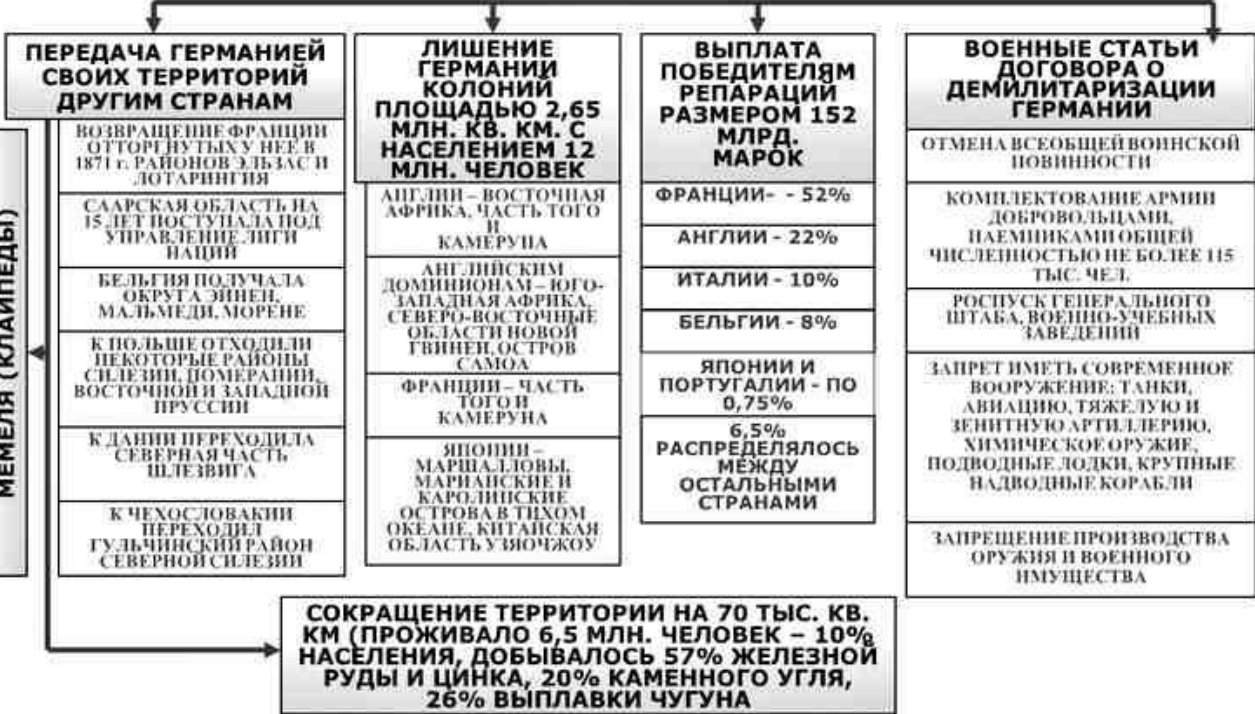 ПЕРЕДАЧА ГЕРМАНИЕЙ
СВОИХ ТЕРРИТОРИЙ
ДРУГИМ СТРАНАМ
ВОЗВРАЩЕНИЕ ФРАНЦИИ
ОТТОРГНУТЫХ У НЕЕ В
1871 г. РАЙОНОВ ЭЛЬЗАС И
ЛОТАРИНГИЯ
СААРСКАЯ ОБЛАСТЬ НА
15 ЛЕТ ПОСТУПАЛА ПОД
УПРАВЛЕНИЕ ЛИГИ
НАЦИЙ
БЕЛЬГИЯ ПОЛУЧАЛА
ОКРУГА ЭЙПЕН,
МАЛЬМЕДИ, МОРЕНЕ
К ПОЛЬШЕ ОТХОДИЛИ
НЕКОТОРЫЕ РАЙОНЫ
СИЛЕЗИИ, ПОМЕРАНИИ,
ВОСТОЧНОЙ И ЗАПАДНОЙ
ПРУССИИ
К ДАНИИ ПЕРЕХОДИЛА
СЕВЕРНАЯ ЧАСТЬ
ШЛЕЗВИГА
К ЧЕХОСЛОВАКИИ
ПЕРЕХОДИЛ
ГУЛЬЧИНСКИЙ РАЙОН
СЕВЕРНОЙ СИЛЕЗИИ
МЕМЕЛЯ (КЛАЙПЕДЫ)
ЛИШЕНИЕ
ГЕРМАНИИ
КОЛОНИЙ
ПЛОЩАДЬЮ 2,65
МЛН. КВ. КМ. С
НАСЕЛЕНИЕМ 12
МЛН. ЧЕЛОВЕК
АНГЛИИ – ВОСТОЧНАЯ
АФРИКА, ЧАСТЬ ТОГО
И
КАМЕРУНА
АНГЛИЙСКИМ
ДОМИНИОНАМ – ЮГО-
ЗАПАДНАЯ АФРИКА,
СЕВЕРО-ВОСТОЧНЫЕ
ОБЛАСТИ НОВОЙ
ГВИНЕИ, ОСТРОВ
САМОА
ФРАНЦИИ – ЧАСТЬ
ТОГО И
КАМЕРУНА
ЯПОНИИ –
МАРШАЛЛОВЫ,
МАРИАНСКИЕ И
КАРОЛИНСКИЕ
ОСТРОВА В ТИХОМ
ОКЕАНЕ, КИТАЙСКАЯ
ОБЛАСТЬ УЗЯОЧЖОУ
ВЫПЛАТА
ПОБЕДИТЕЛЯМ
РЕПАРАЦИЙ
РАЗМЕРОМ 152
МЛРД.
МАРОК
ФРАНЦИИ- - 52%
АНГЛИИ - 22%
ИТАЛИИ - 10%
БЕЛЬГИИ - 8%
ЯПОНИИ И
ПОРТУГАЛИИ - ПО
0,75%
6,5%
РАСПРЕДЕЛЯЛОСЬ
МЕЖДУ
ОСТАЛЬНЫМИ
СТРАНАМИ
ВОЕННЫЕ СТАТЬИ
ДОГОВОРА О
ДЕМИЛИТАРИЗАЦИИ
ГЕРМАНИИ
ОТМЕНА ВСЕОБЩЕЙ ВОИНСКОЙ
ПОВИННОСТИ
КОМПЛЕКТОВАНИЕ АРМИИ
ДОБРОВОЛЬЦАМИ,
НАЕМНИКАМИ ОБЩЕЙ
ЧИСЛЕННОСТЬЮ НЕ БОЛЕЕ 115
ТЫС. ЧЕЛ.
РОСПУСК ГЕНЕРАЛЬНОГО
ШТАБА, ВОЕННО-УЧЕБНЫХ
ЗАВЕДЕНИЙ
ЗАПРЕТ ИМЕТЬ СОВРЕМЕННОЕ
ВООРУЖЕНИЕ: ТАНКИ,
АВИАЦИЮ, ТЯЖЕЛУЮ И
ЗЕНИТНУЮ АРТИЛЛЕРИЮ,
ХИМИЧЕСКОЕ ОРУЖИЕ,
ПОДВОДНЫЕ ЛОДКИ, КРУПНЫЕ
НАДВОДНЫЕ КОРАБЛИ
ЗАПРЕЩЕНИЕ ПРОИЗВОДСТВА
ОРУЖИЯ И ВОЕННОГО
ИМУЩЕСТВА
СОКРАЩЕНИЕ ТЕРРИТОРИИ НА 70 ТЫС. КВ.
КМ (ПРОЖИВАЛО 6,5 МЛН. ЧЕЛОВЕК – 10%
НАСЕЛЕНИЯ, ДОБЫВАЛОСЬ 57% ЖЕЛЕЗНОЙ
РУДЫ И ЦИНКА, 20% КАМЕННОГО УГЛЯ,
26% ВЫПЛАВКИ ЧУГУНА